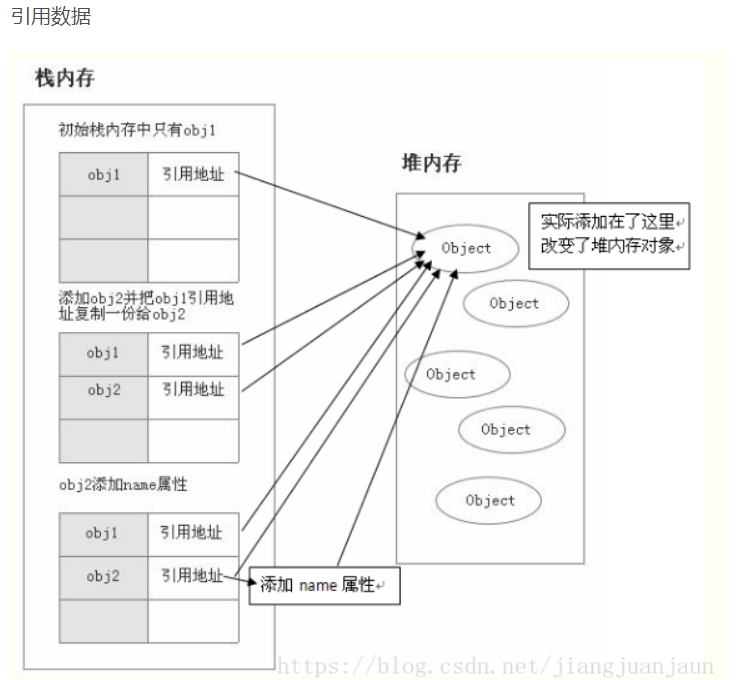 引用数据
栈内存
初始栈内存中只有obj1
obj1 引用地址
添加obj2并把obj1引用地
址复制一份给obj2
obj1 引用地址
obj2 引用地址
obj2添加name属性
obj1 引用地址
obj2 引用地址
添加 name 属性↵
堆内存
实际添加在了这里↵
改变了堆内存对象↵
Object
Object
Object
Object
Object
https://blog.csdn.net/jiangjuanjaun